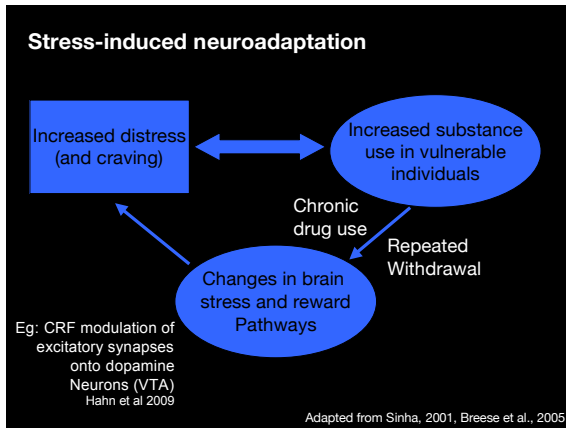 Stress-induced neuroadaptation
Increased distress
(and craving)
Increased substance
use in vulnerable
individuals
Chronic
drug use
Repeated
Withdrawal
Changes in brain
stress and reward
Pathways
Eg: CRF modulation of
excitatory synapses
onto dopamine
Neurons (VTA)
Hahn et al 2009
Adapted from Sinha, 2001, Breese et al., 2005